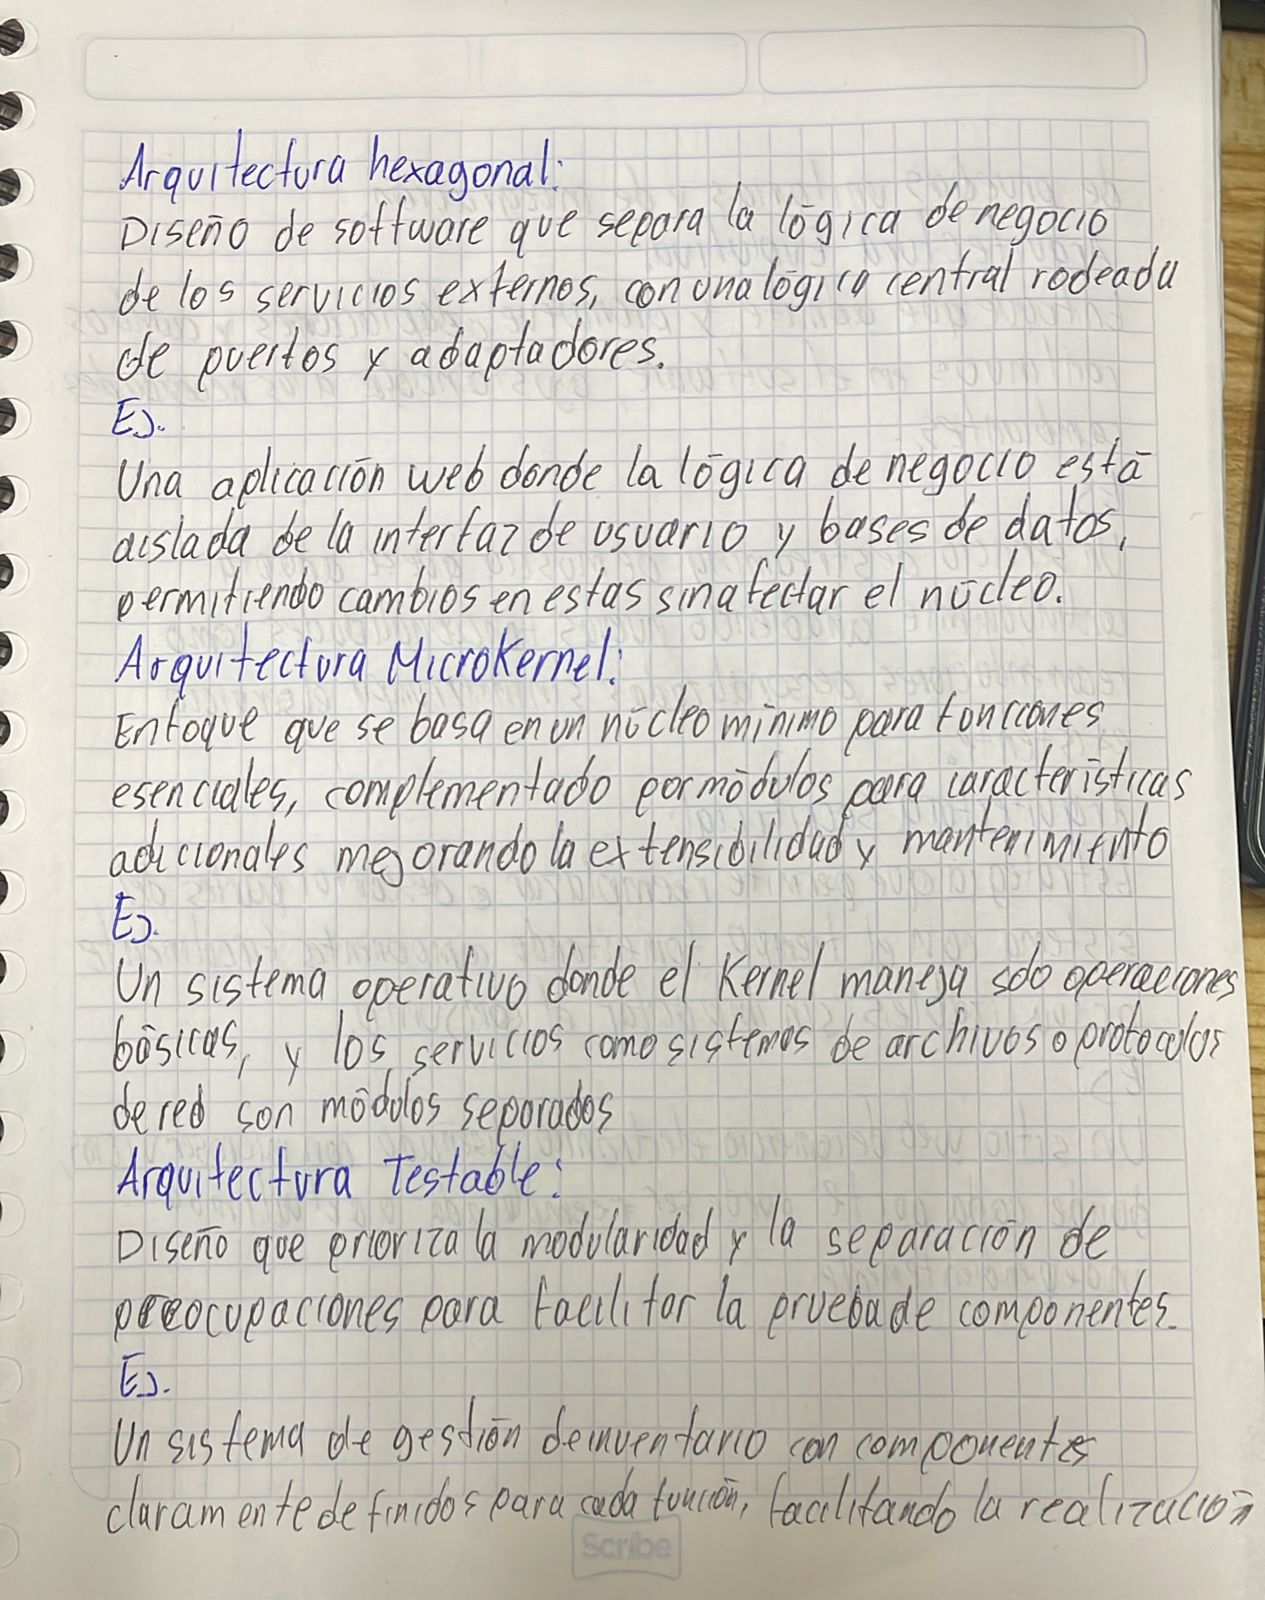 Arquitectura hexagonal:
Diseño de software que separa la lógica de negocio
de los servicios externos, con una lógica central rodeada
de puertos y adaptadores.
Ej.
Una aplicación web donde la lógica de negocio está
aislada de la interfaz de usuario y bases de datos,
permitiendo cambios en estas sin afectar el núcleo.
Arquitectura MicroKernel:
Enfoque que se basa en un núcleo mínimo para funciones
esenciales, complementado por módulos para características
adicionales mejorando la extensibilidad y mantenimiento
Ej.
Un sistema operativo donde el Kernel maneja solo operaciones
básicas, y los servicios como sistemas de archivos o protocolos
de red son módulos separados
Arquitectura Testable:
Diseño que prioriza la modularidad y la separación de
preocupaciones para facilitar la prueba de componentes.
Ej.
Un sistema de gestión de inventario con componentes
claramente definidos para cada función, facilitando la realización
Scribe